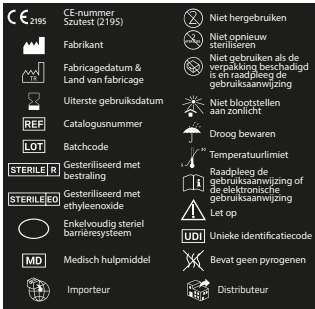 CE 2195
CE-nummer
Szutest (2195)
Fabrikant
TR
Fabricagedatum &
Land van fabricage
Uiterste gebruiksdatum
REF
Catalogusnummer
LOT
Batchcode
STERILE R
Gesteriliseerd met
bestraling
STERILE EO
Gesteriliseerd met
ethyleenoxide
Enkelvoudig steriel
barrièresysteem
MD
Medisch hulpmiddel
Importeur
Niet hergebruiken
Niet opnieuw
steriliseren
Niet gebruiken als de
verpakking beschadigd
is en raadpleeg de
gebruiksaanwijzing
Niet blootstellen
aan zonlicht
Droog bewaren
Temperatuurlimiet
Raadpleeg de
gebruiksaanwijzing of
de elektronische
gebruiksaanwijzing
Let op
UDI
Unieke identificatiecode
Bevat geen pyrogenen
Distributeur